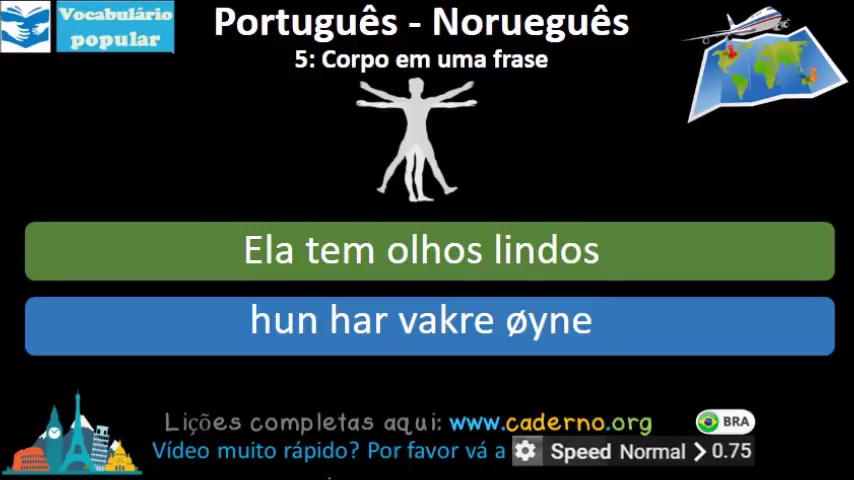 Vocabulário
popular
Português - Norueguês
5: Corpo em uma frase
Ela tem olhos lindos
hun har vakre øyne
Lições completas aqui: www.caderno.org
BRA
Vídeo muito rápido? Por favor vá a Speed Normal > 0.75